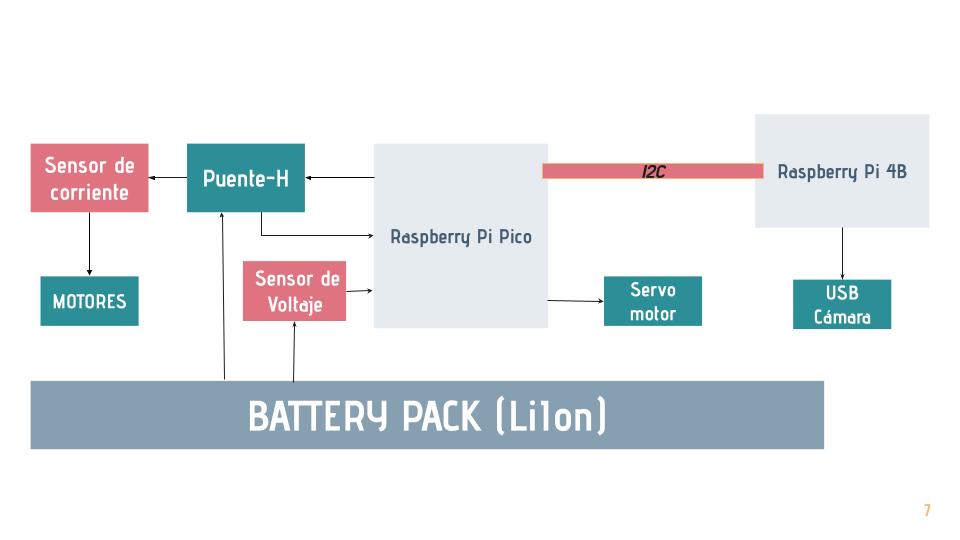 Sensor de
corriente
Puente-H
I2C
Raspberry Pi 4B
Raspberry Pi Pico
MOTORES
Sensor de
Voltaje
Servo
motor
USB
Cámara
BATTERY PACK (LiIon)
7